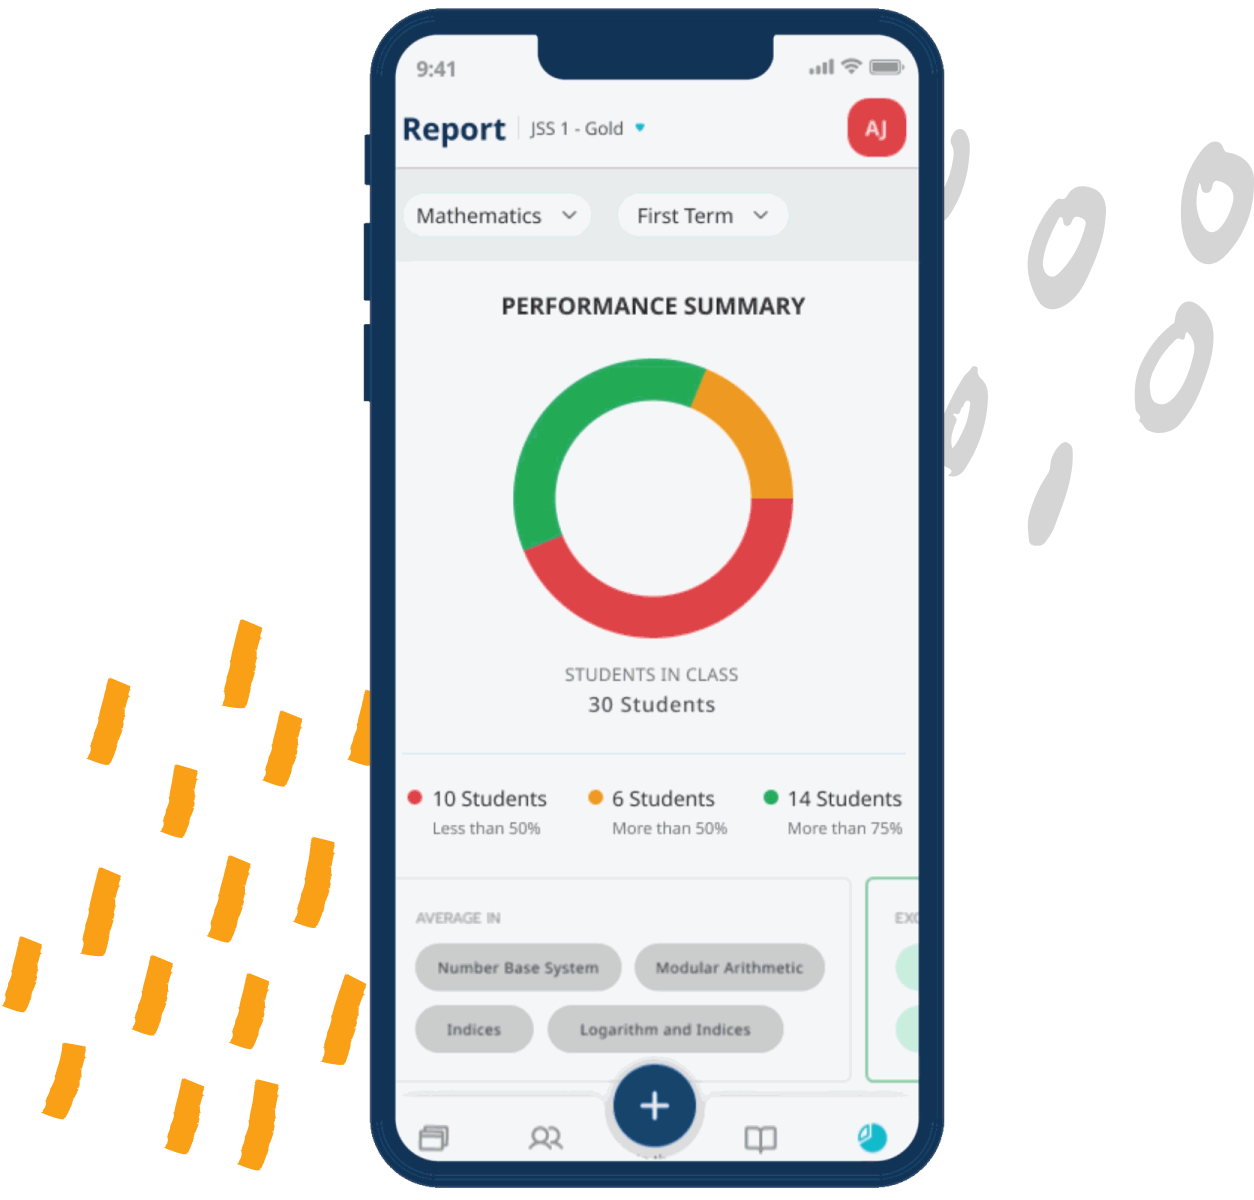 9:41
Report JSS 1 - Gold AJ
Mathematics First Term
PERFORMANCE SUMMARY
STUDENTS IN CLASS
30 Students
10 Students 6 Students 14 Students
Less than 50% More than 50% More than 75%
AVERAGE IN
Number Base System Modular Arithmetic
Indices Logarithm and Indices